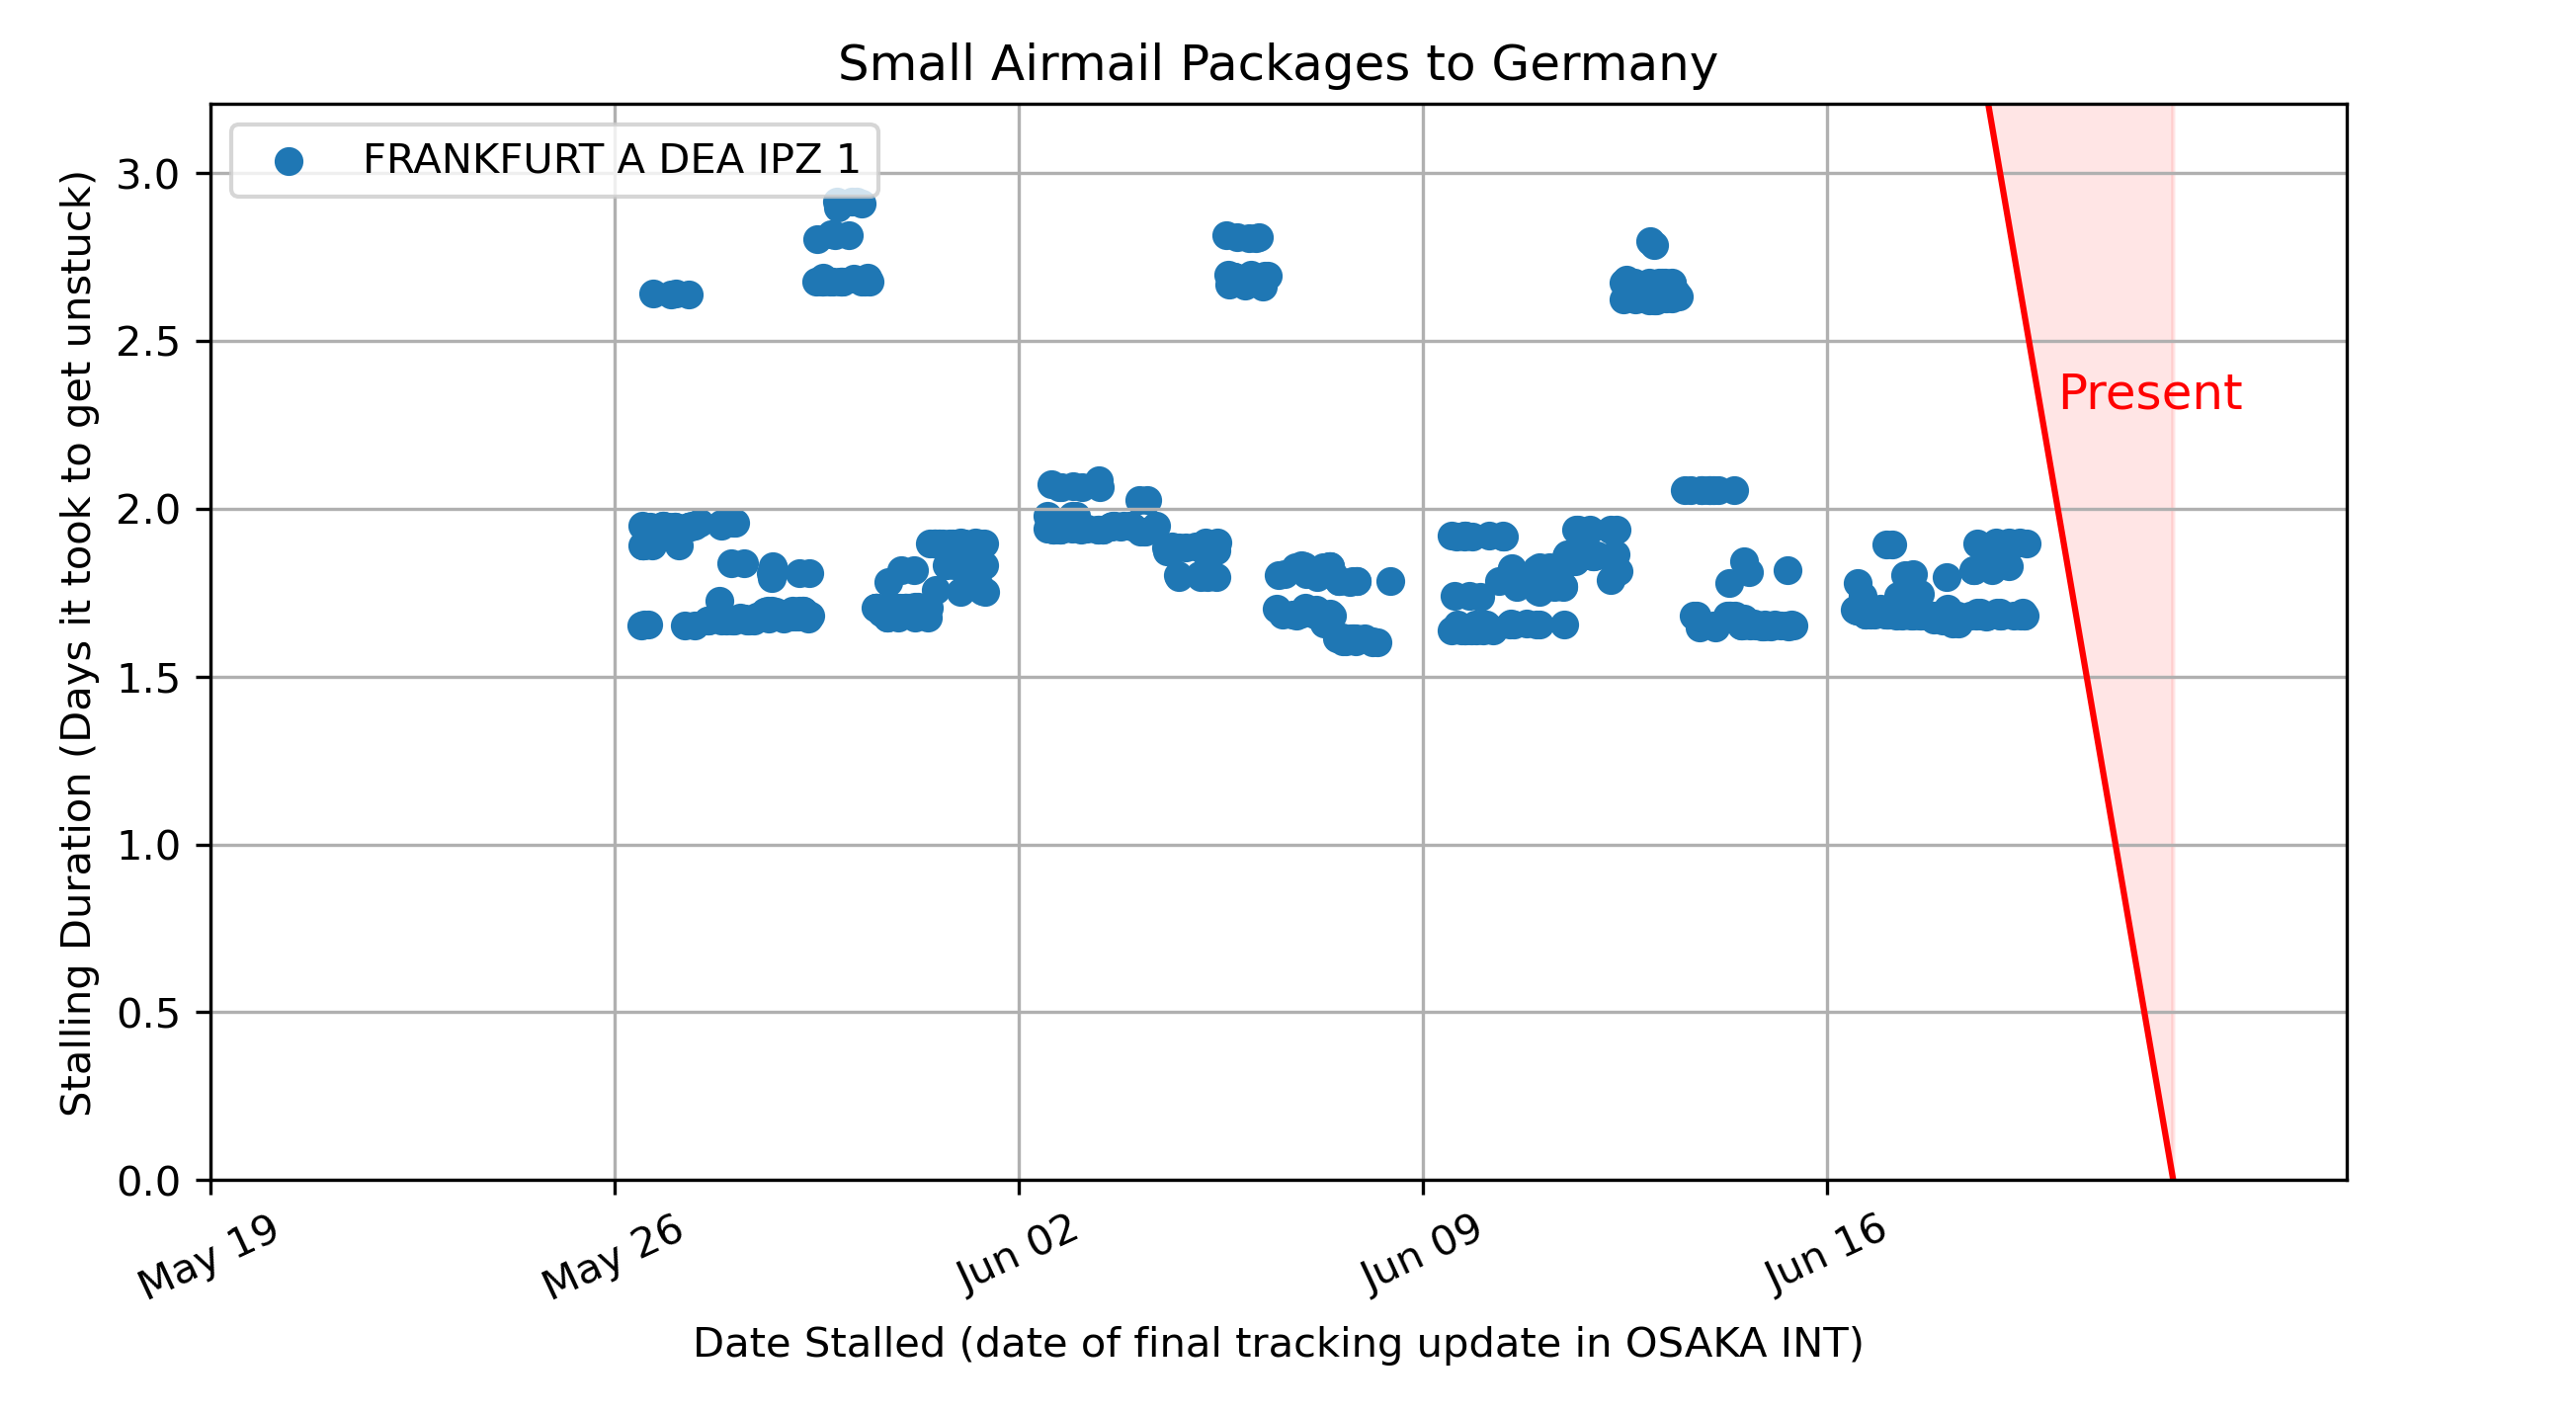 Small Airmail Packages to Germany
FRANKFURT A DEA IPZ 1
Stalling Duration (Days it took to get unstuck)
3.0
2.5
2.0
1.5
1.0
0.5
0.0
Present
May 19
May 26
Jun 02
Jun 09
Jun 16
Date Stalled (date of final tracking update in OSAKA INT)